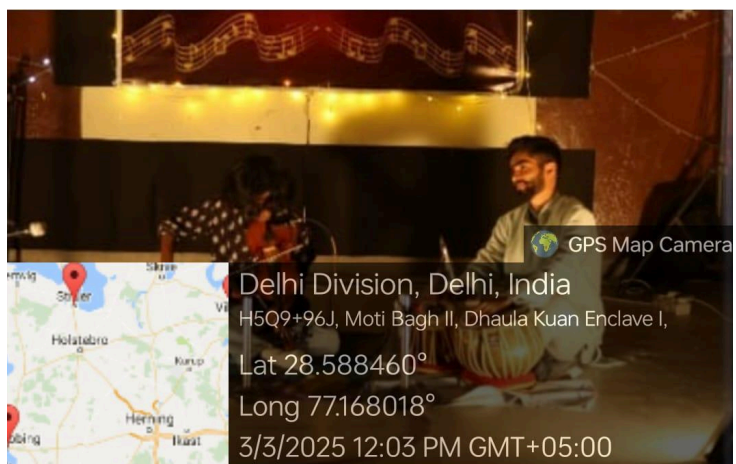 GPS Map Camera
Delhi Division, Delhi, India
H5Q9+96J, Moti Bagh II, Dhaula Kuan Enclave I,
Lat 28.588460°
Long 77.168018°
3/3/2025 12:03 PM GMT+05:00
Struer
Holstebro
Herning
Ikast